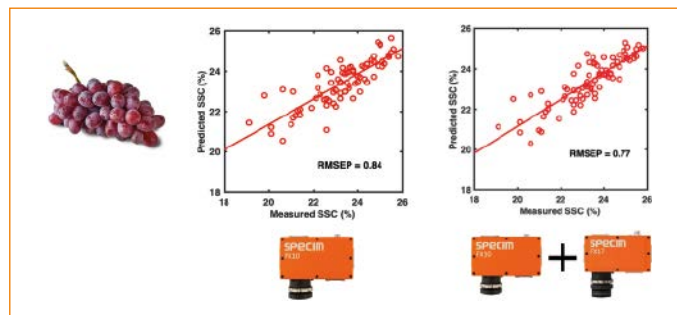 26
24
22
20
18
Predicted SSC (%)
RMSEP = 0.84
18 20 22 24 26
Measured SSC (%)
26
24
22
20
18
Predicted SSC (%)
RMSEP = 0.77
18 20 22 24 26
Measured SSC (%)
SPECIM
FX10
SPECIM
FX10
+
SPECIM
FX17